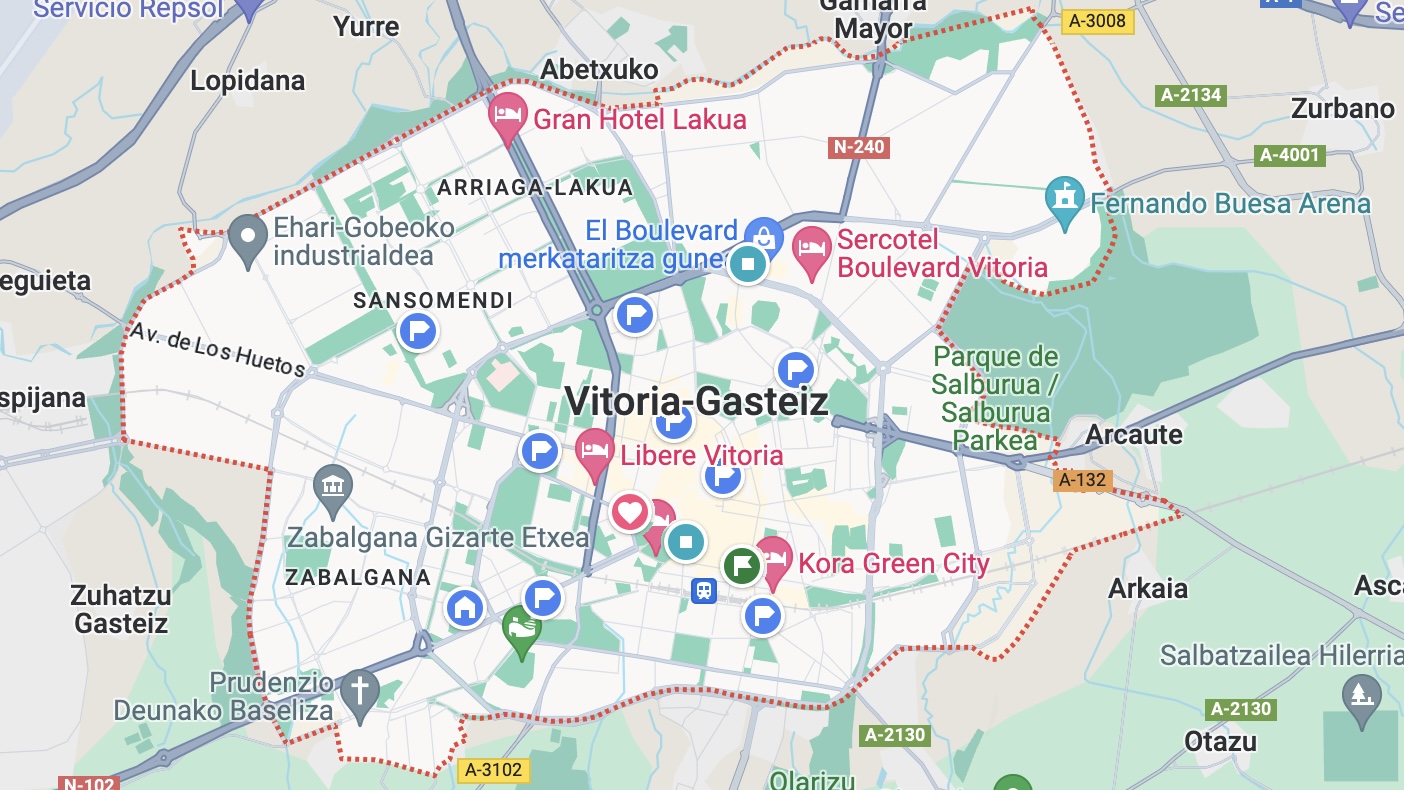 Servicio Repsol
Yurre
Gamarra
Mayor
A-3008
A-1
Se
Lopidana
Abetxuko
A-2134
Zurbano
Gran Hotel Lakua
N-240
A-4001
ARRIAGA-LAKUA
Fernando Buesa Arena
Ehari-Gobeoko
industrialdea
El Boulevard
merkataritza gunea
Sercotel
Boulevard Vitoria
eguieta
SANSOMENDI
Av. de Los Huetos
Parque de
Salburua /
Salburua
Parkea
spijana
Vitoria-Gasteiz
Arcaute
Libere Vitoria
A-132
Zabalgana Gizarte Etxea
ZABALGANA
Kora Green City
Zuhatzu
Gasteiz
Arkaia
Asca
Salbatzailea Hilerria
Prudenzio
Deunako Baseliza
A-2130
A-2130
Otazu
A-3102
N-102
Olarizu